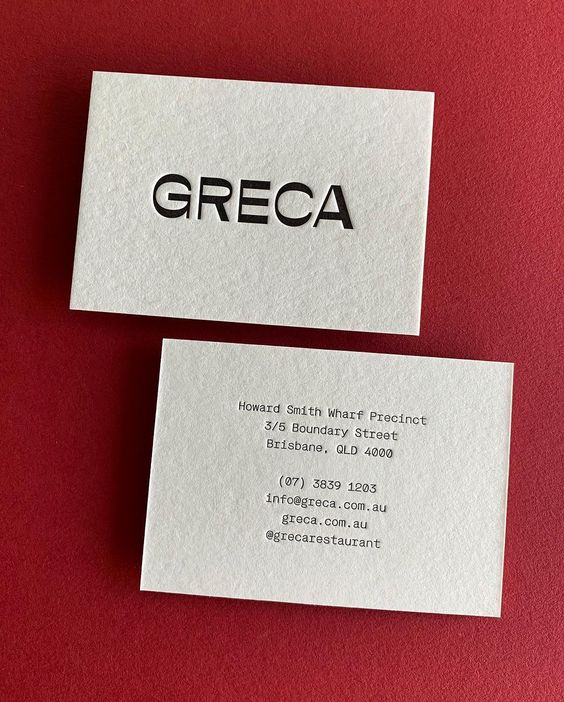 GRECA
Howard Smith Wharf Precinct
3/5 Boundary Street
Brisbane, QLD 4000
(07) 3839 1203
info@greca.com.au
greca.com.au
@grecarestaurant